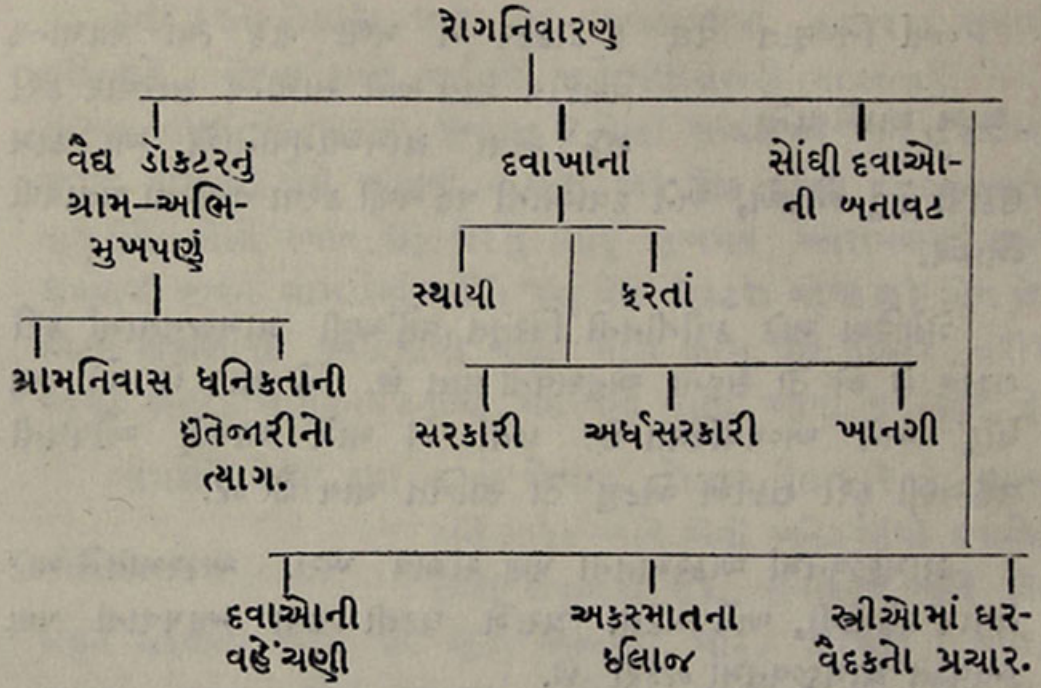 રોગનિવારણ
વૈદ્ય ડૉકટરનું
ગ્રામ-અભિ-
મુખપણું
દવાખાનાં
સોંઘી દવાઓ-
ની બનાવટ
સ્થાયી
ફરતાં
ગ્રામનિવાસ ધનિકતાની
ઇંતેજારીનો
ત્યાગ.
સરકારી
અર્ધસરકારી
ખાનગી
દવાઓની
વહેંચણી
અકસ્માતના
ઈલાજ
સ્ત્રીઓમાં ઘર-
વૈદકનો પ્રચાર.